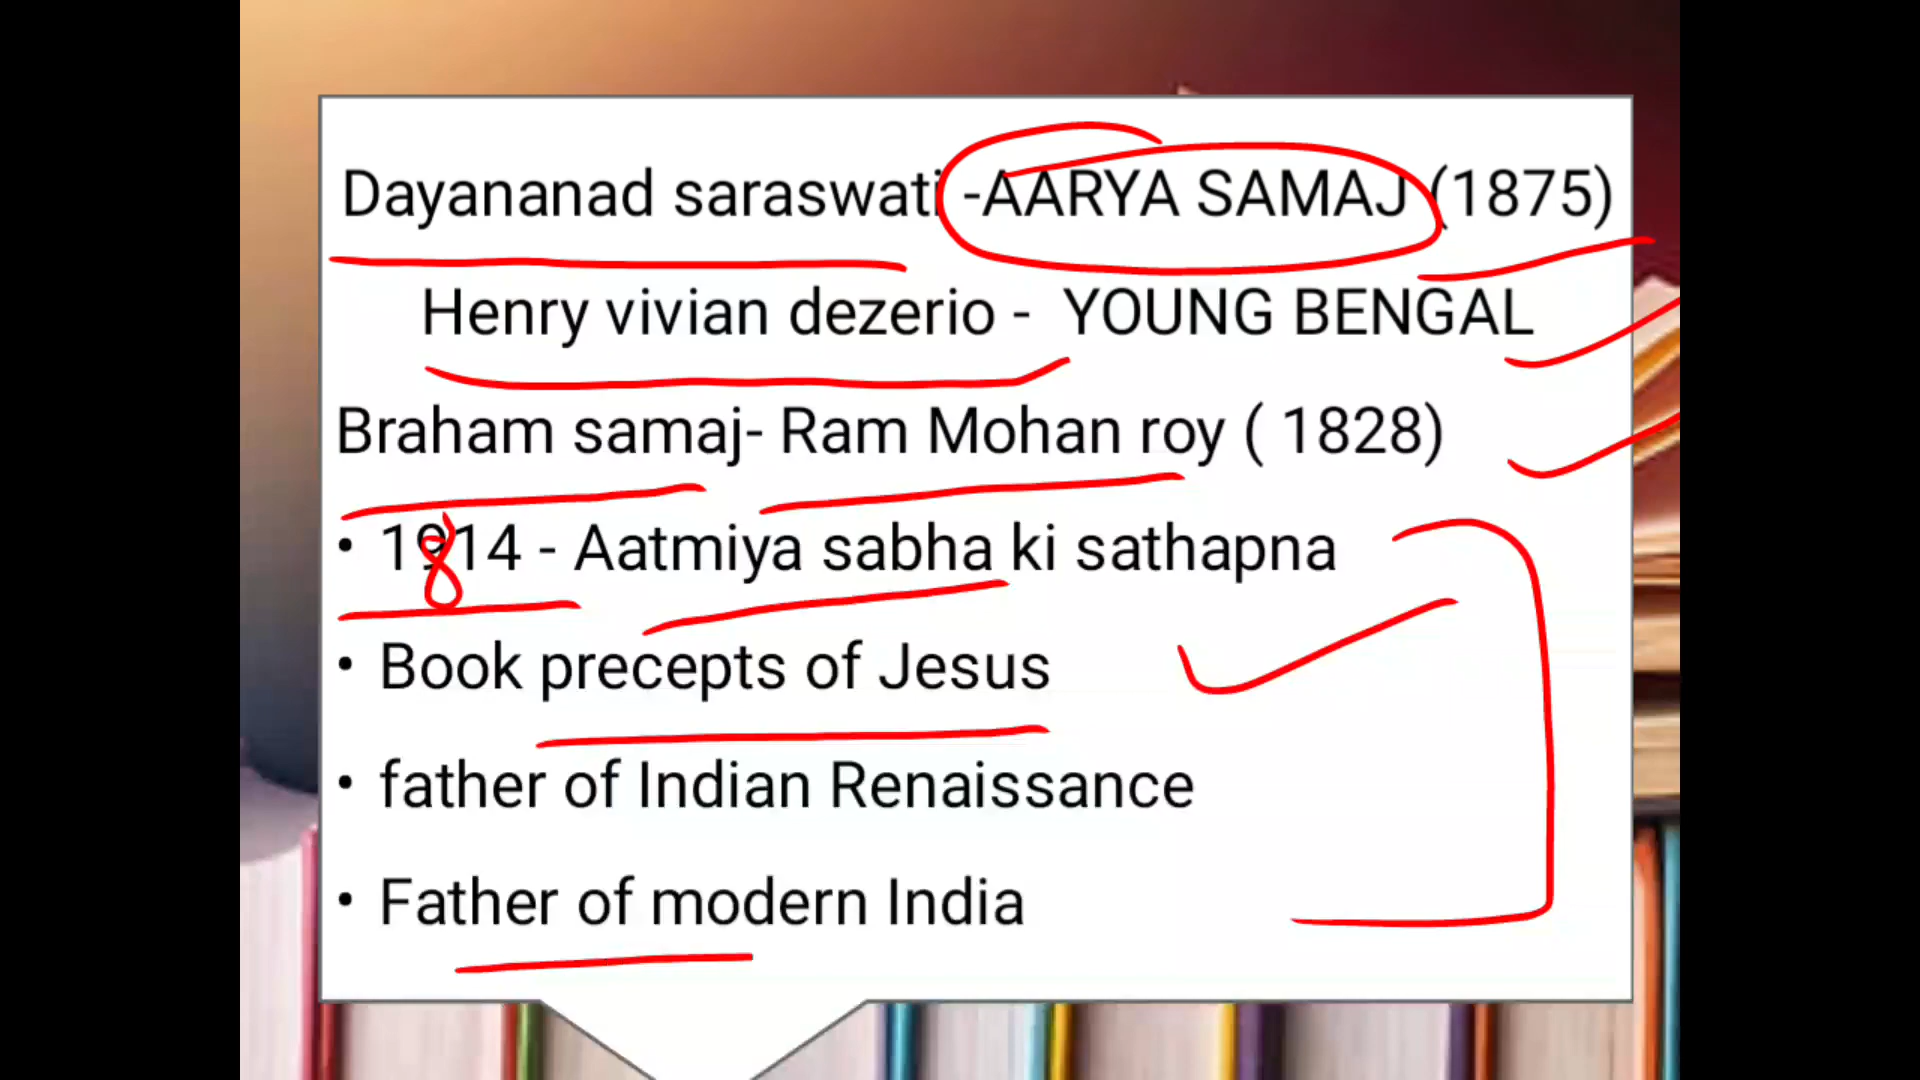 Dayananad saraswati -AARYA SAMAJ (1875)
Henry vivian dezerio - YOUNG BENGAL
Braham samaj- Ram Mohan roy ( 1828)
• 1914 - Aatmiya sabha ki sathapna
8
• Book precepts of Jesus
• father of Indian Renaissance
• Father of modern India